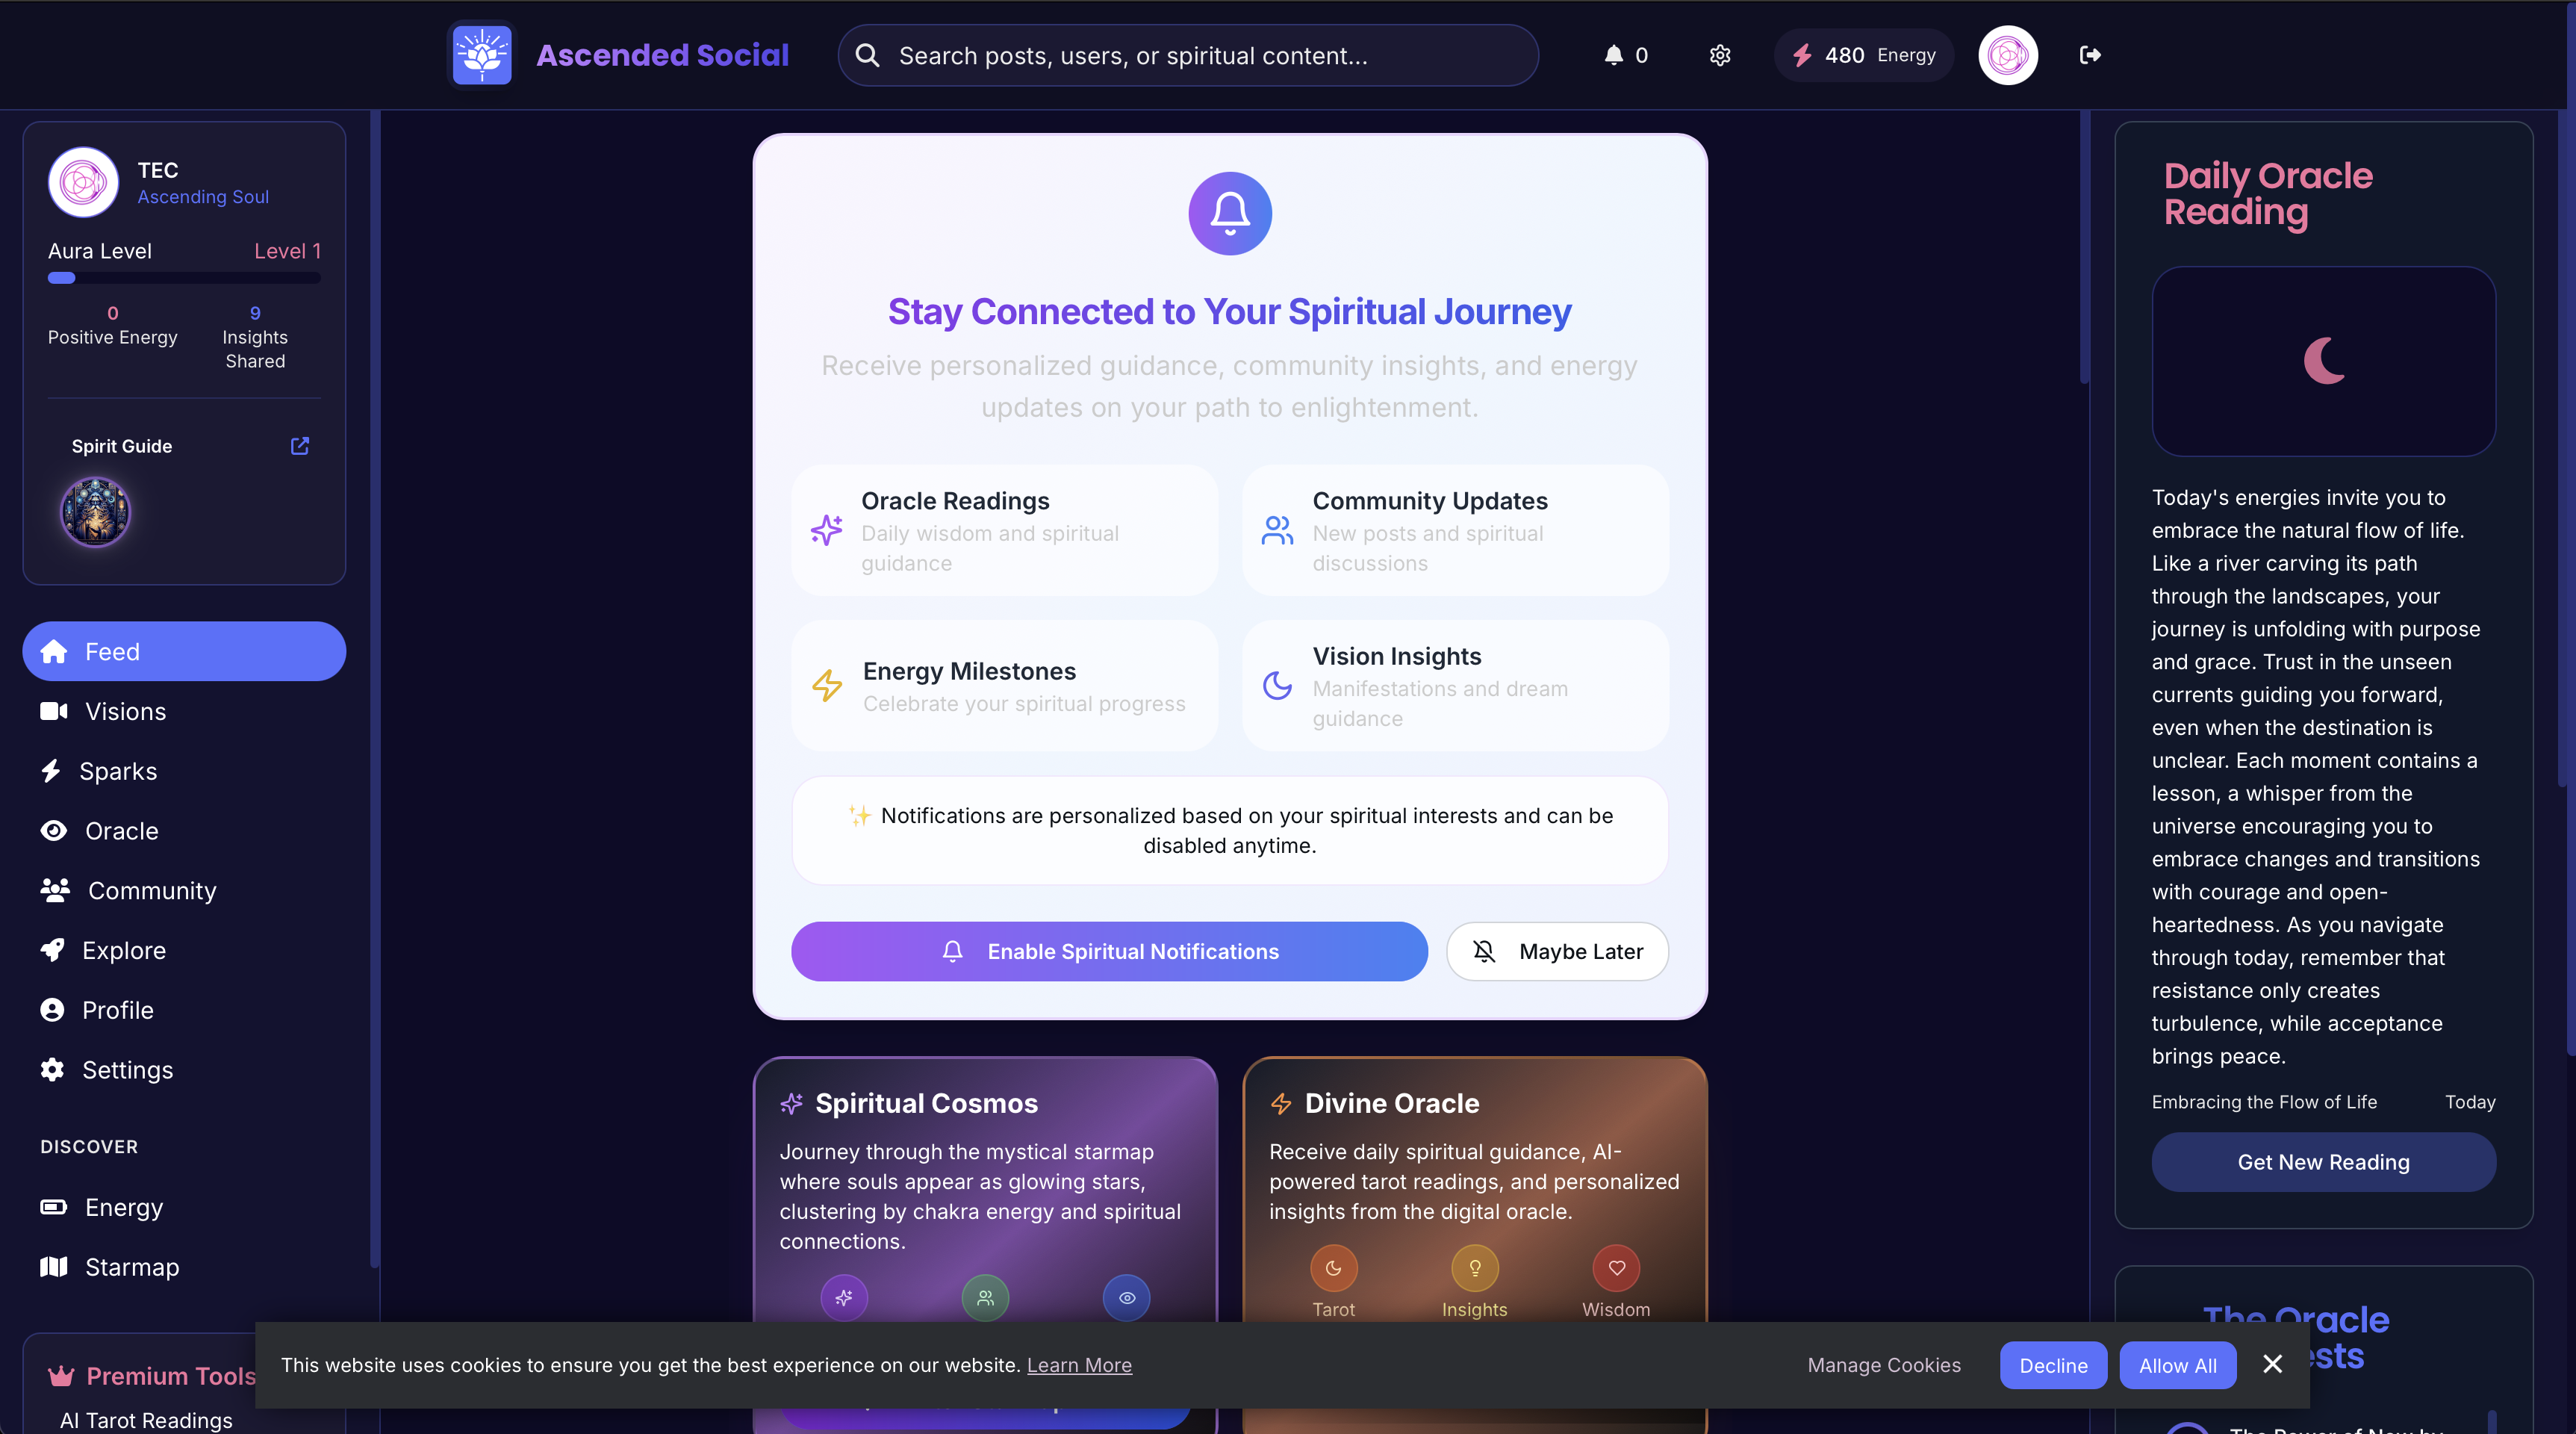 Ascended Social
Search posts, users, or spiritual content...
0
480 Energy
TEC
Ascending Soul
Aura Level Level 1
0
Positive Energy
9
Insights
Shared
Spirit Guide
Feed
Visions
Sparks
Oracle
Community
Explore
Profile
Settings
DISCOVER
Energy
Starmap
Premium Tools
AI Tarot Readings
Stay Connected to Your Spiritual Journey
Receive personalized guidance, community insights, and energy
updates on your path to enlightenment.
Oracle Readings
Daily wisdom and spiritual
guidance
Community Updates
New posts and spiritual
discussions
Energy Milestones
Celebrate your spiritual progress
Vision Insights
Manifestations and dream
guidance
✨ Notifications are personalized based on your spiritual interests and can be
disabled anytime.
Enable Spiritual Notifications
Maybe Later
Spiritual Cosmos
Journey through the mystical starmap
where souls appear as glowing stars,
clustering by chakra energy and spiritual
connections.
Divine Oracle
Receive daily spiritual guidance, AI-
powered tarot readings, and personalized
insights from the digital oracle.
Tarot
Insights
Wisdom
Daily Oracle
Reading
Today's energies invite you to
embrace the natural flow of life.
Like a river carving its path
through the landscapes, your
journey is unfolding with purpose
and grace. Trust in the unseen
currents guiding you forward,
even when the destination is
unclear. Each moment contains a
lesson, a whisper from the
universe encouraging you to
embrace changes and transitions
with courage and open-
heartedness. As you navigate
through today, remember that
resistance only creates
turbulence, while acceptance
brings peace.
Embracing the Flow of Life Today
Get New Reading
The Oracle
This website uses cookies to ensure you get the best experience on our website. Learn More
Manage Cookies
Decline
Allow All
The Power of Now by